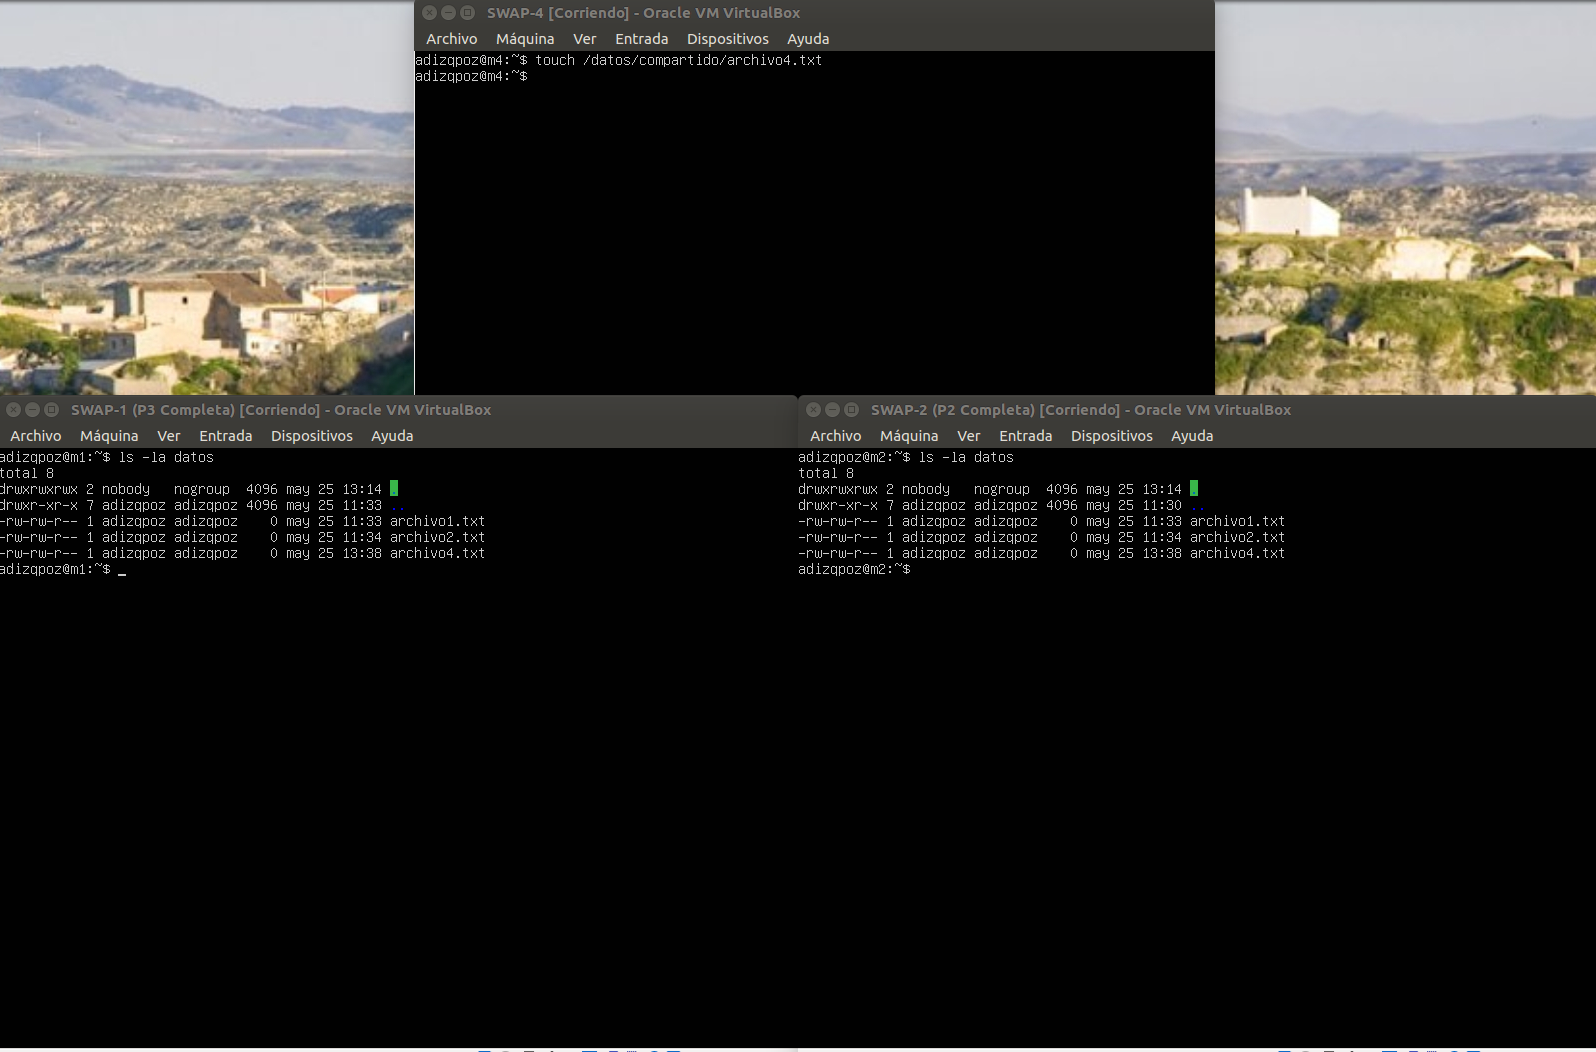 SWAP-4 [Corriendo] - Oracle VM VirtualBox
Archivo Máquina Ver Entrada Dispositivos Ayuda
adizqpoz@m4:~$ touch /datos/compartido/archivo4.txt
adizqpoz@m4:~$
SWAP-1 (P3 Completa) [Corriendo] - Oracle VM VirtualBox
Archivo Máquina Ver Entrada Dispositivos Ayuda
adizqpoz@m1:~$ ls -la datos
total 8
drwxrwxrwx 2 nobody   nogroup  4096 may 25 13:14 .
drwxr-xr-x 7 adizqpoz adizqpoz 4096 may 25 11:33 ..
-rw-rw-r-- 1 adizqpoz adizqpoz    0 may 25 11:33 archivo1.txt
-rw-rw-r-- 1 adizqpoz adizqpoz    0 may 25 11:34 archivo2.txt
-rw-rw-r-- 1 adizqpoz adizqpoz    0 may 25 13:38 archivo4.txt
adizqpoz@m1:~$ _
SWAP-2 (P2 Completa) [Corriendo] - Oracle VM VirtualBox
Archivo Máquina Ver Entrada Dispositivos Ayuda
adizqpoz@m2:~$ ls -la datos
total 8
drwxrwxrwx 2 nobody   nogroup  4096 may 25 13:14 .
drwxr-xr-x 7 adizqpoz adizqpoz 4096 may 25 11:30 ..
-rw-rw-r-- 1 adizqpoz adizqpoz    0 may 25 11:33 archivo1.txt
-rw-rw-r-- 1 adizqpoz adizqpoz    0 may 25 11:34 archivo2.txt
-rw-rw-r-- 1 adizqpoz adizqpoz    0 may 25 13:38 archivo4.txt
adizqpoz@m2:~$